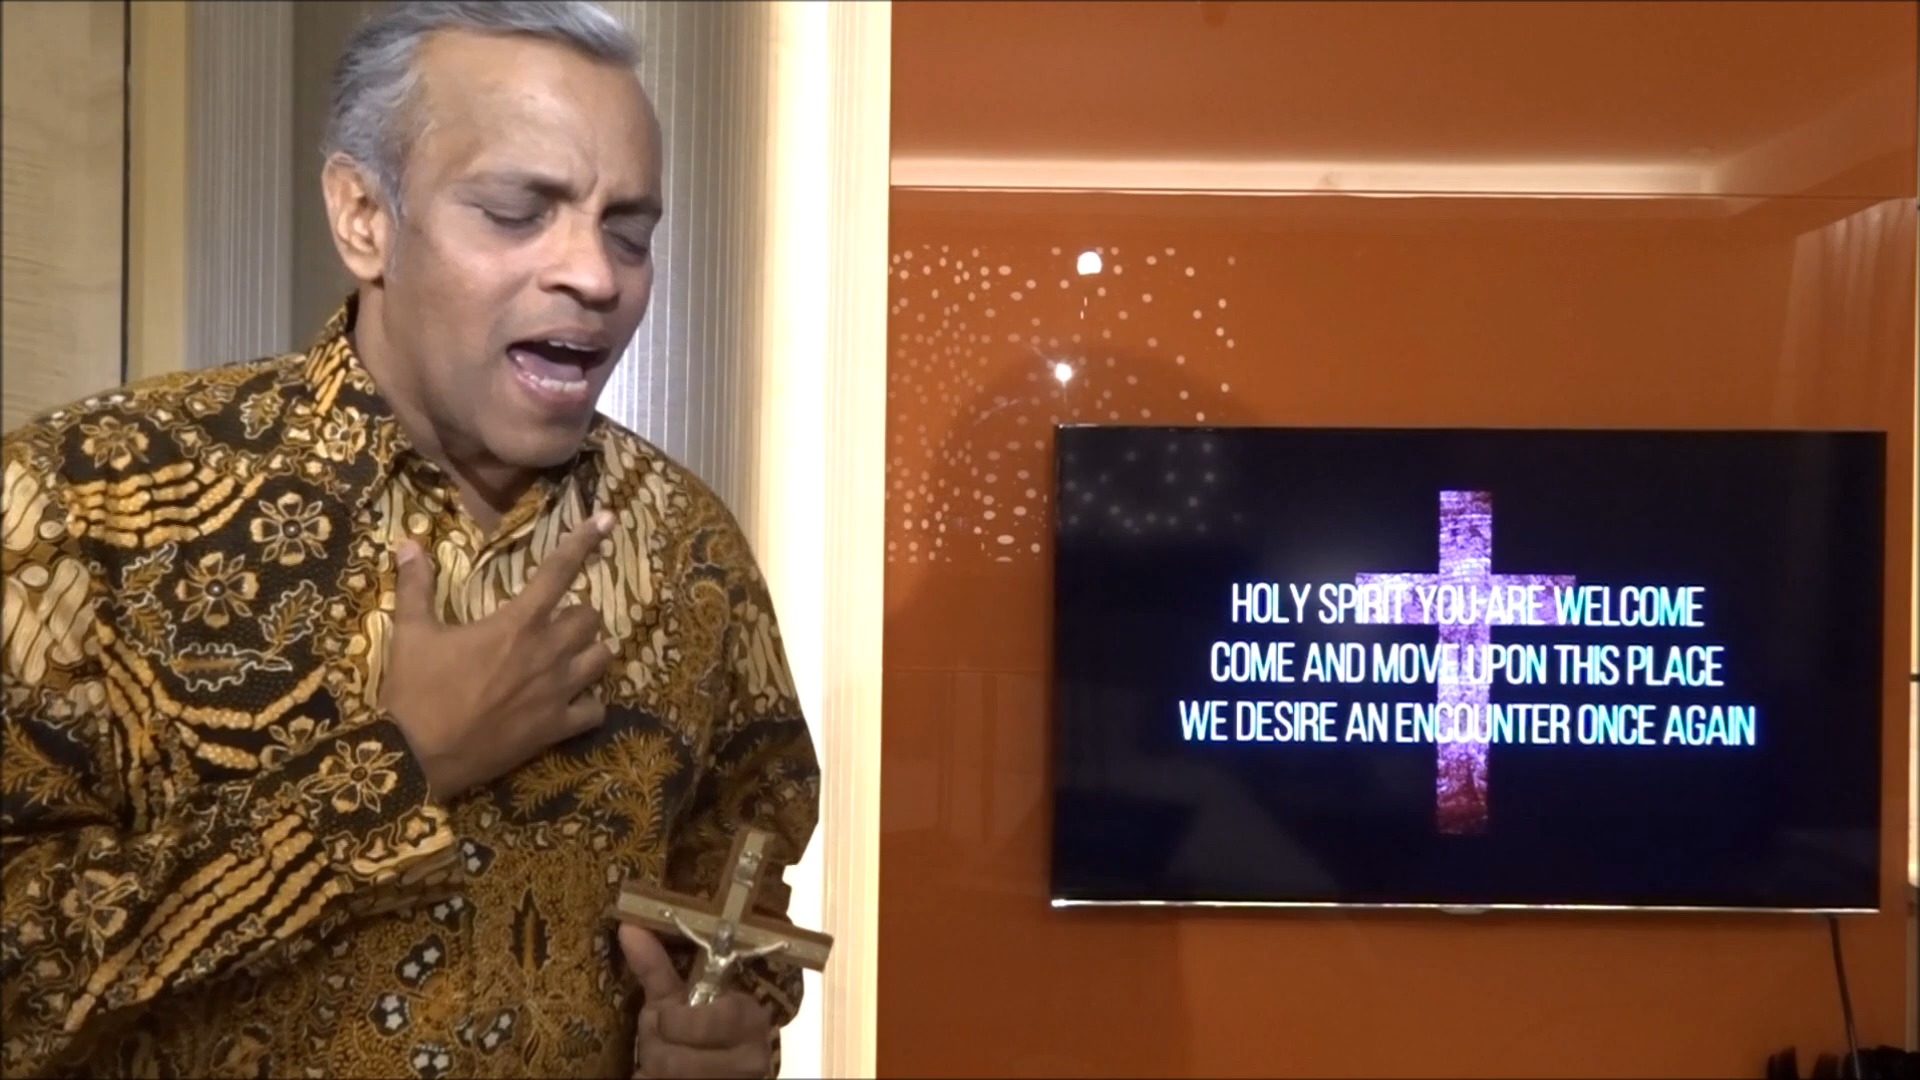 HOLY SPIRIT YOU ARE WELCOME
COME AND MOVE UPON THIS PLACE
WE DESIRE AN ENCOUNTER ONCE AGAIN